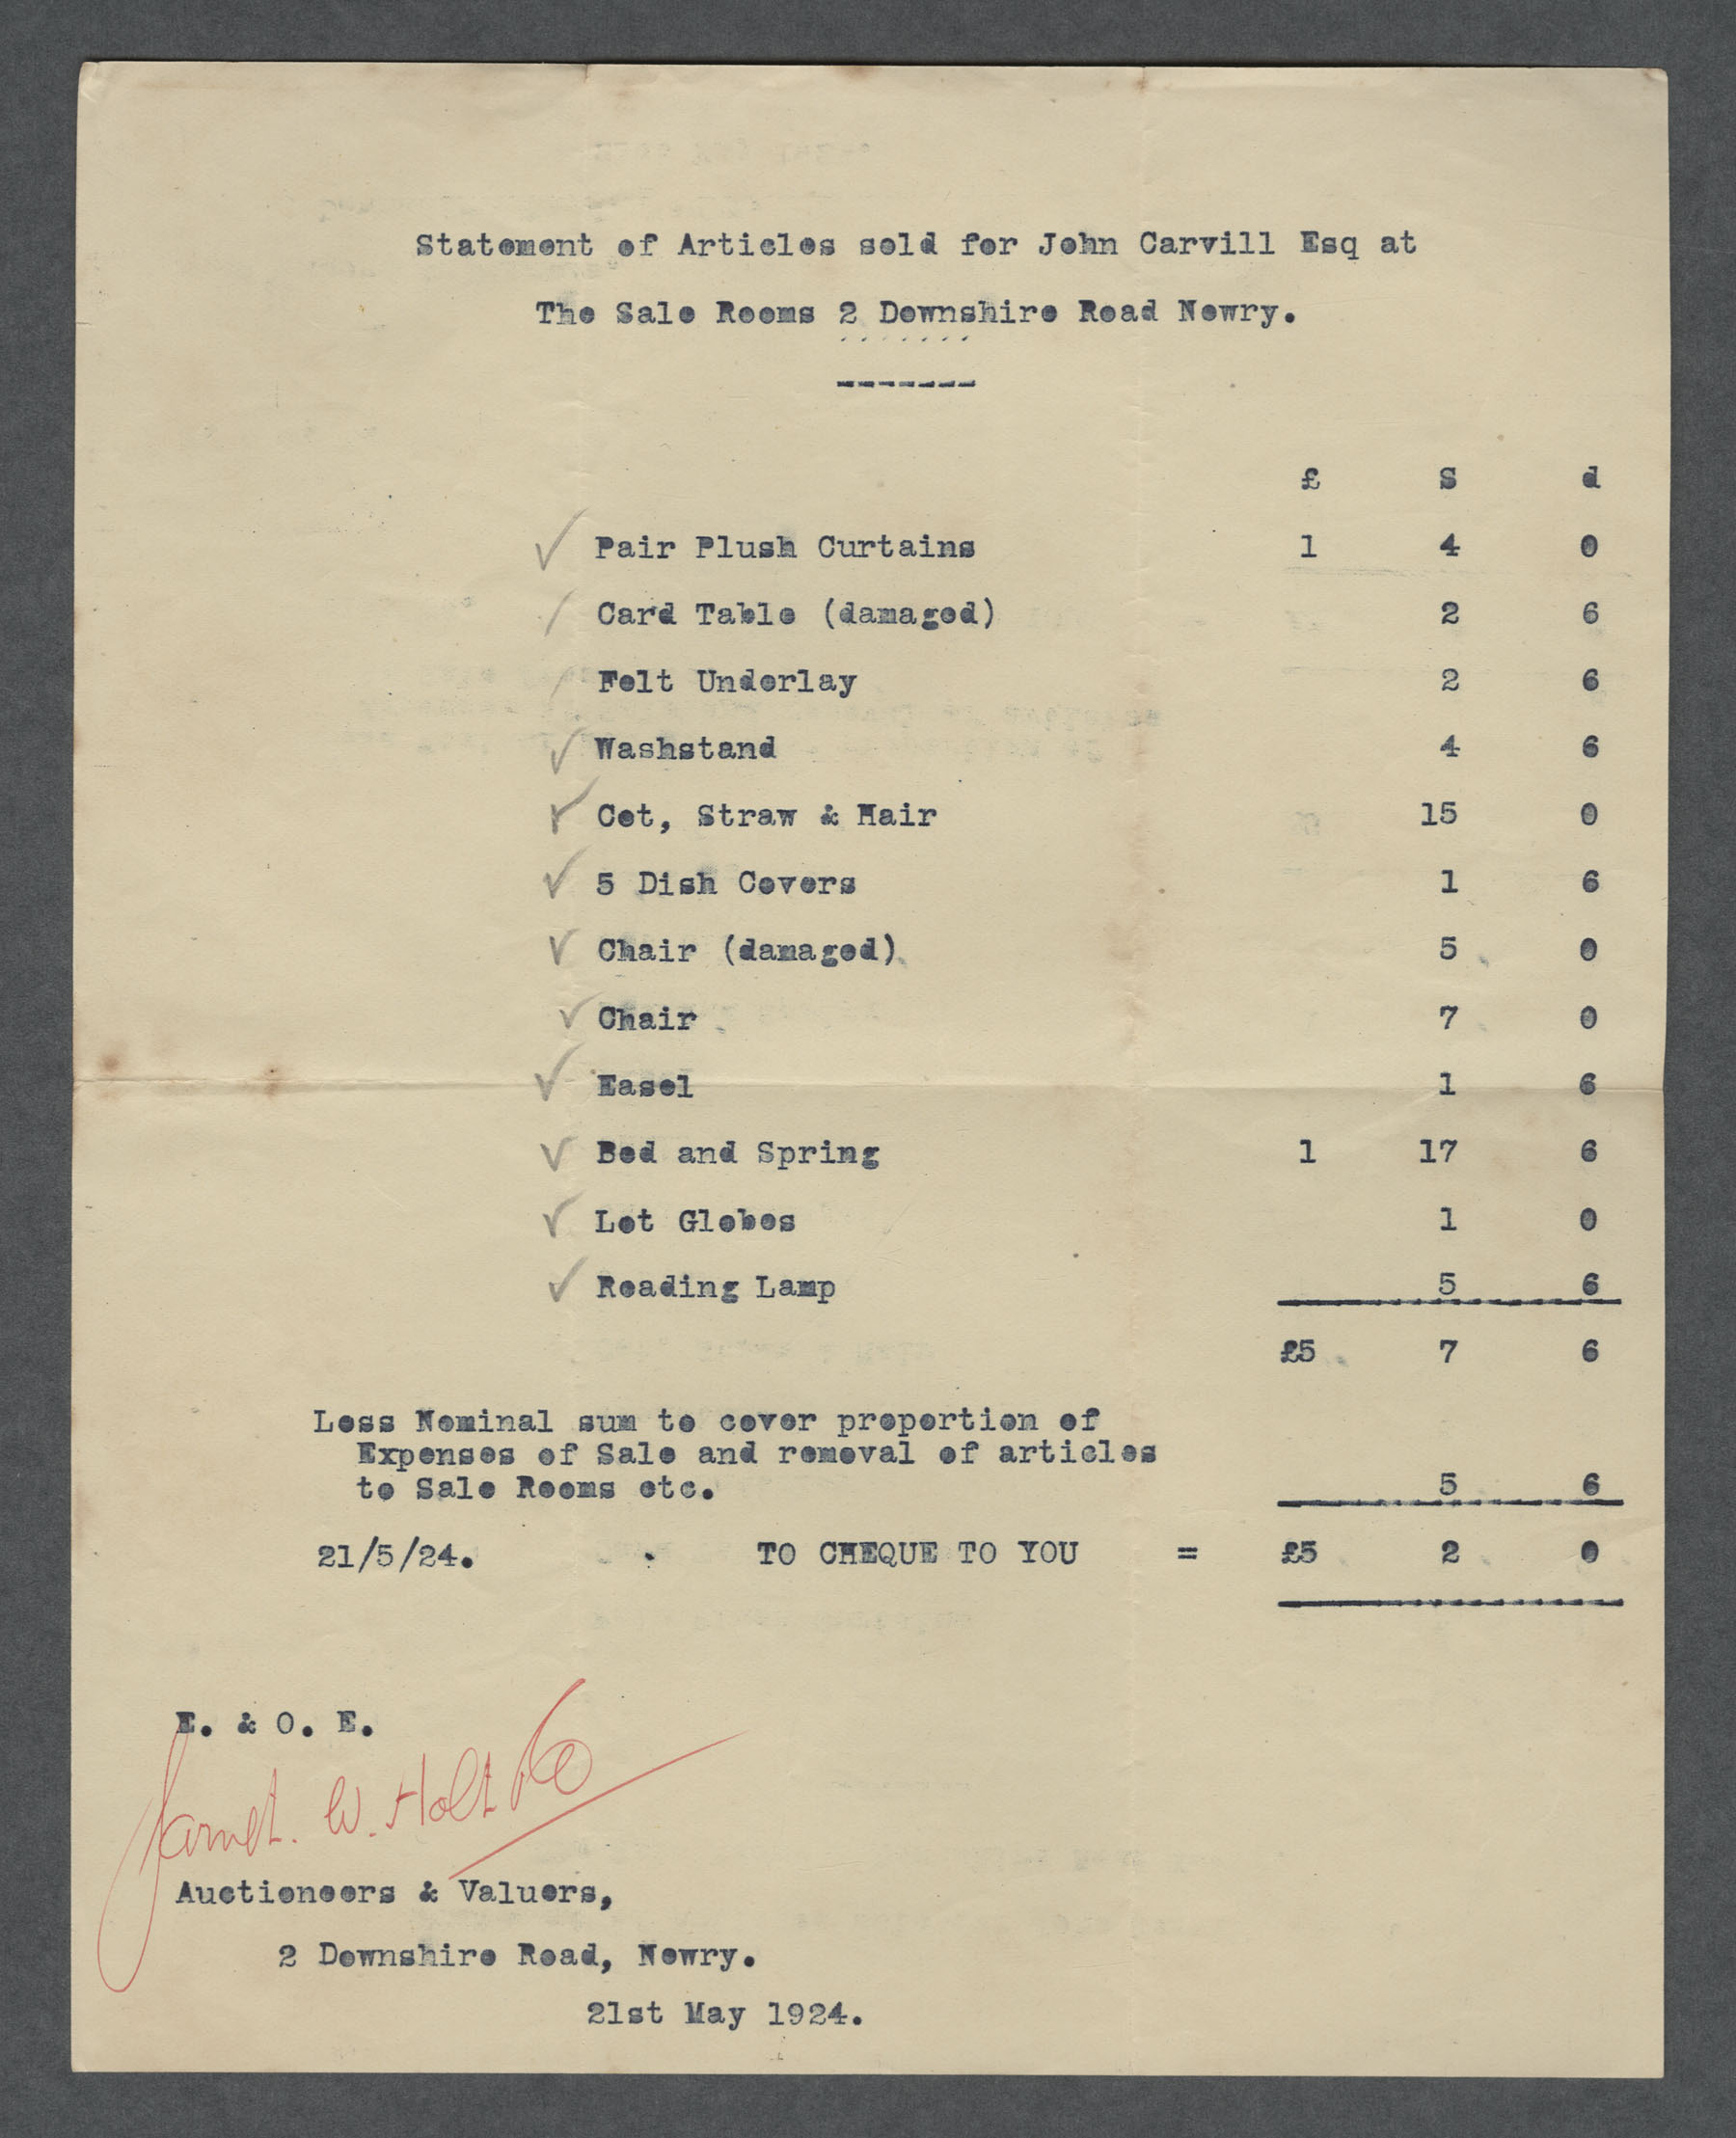 Statement of Articles sold for John Carvill Esq at
The Sale Rooms 2 Downshire Road Newry.
-------
£ S d
Pair Plush Curtains 1 4 0
Card Table (damaged) 2 6
Felt Underlay 2 6
Washstand 4 6
Cot, Straw & Hair 15 0
5 Dish Covers 1 6
Chair (damaged) 5 0
Chair 7 0
Easel 1 6
Bed and Spring 1 17 6
Lot Globes 1 0
Reading Lamp 5 6
£5 7 6
Less Nominal sum to cover proportion of
Expenses of Sale and removal of articles
to Sale Rooms etc. 5 6
21/5/24. TO CHEQUE TO YOU = £5 2 0
E. & O. E.
W. Holt & Co
Auctioneers & Valuers,
2 Downshire Road, Newry.
21st May 1924.